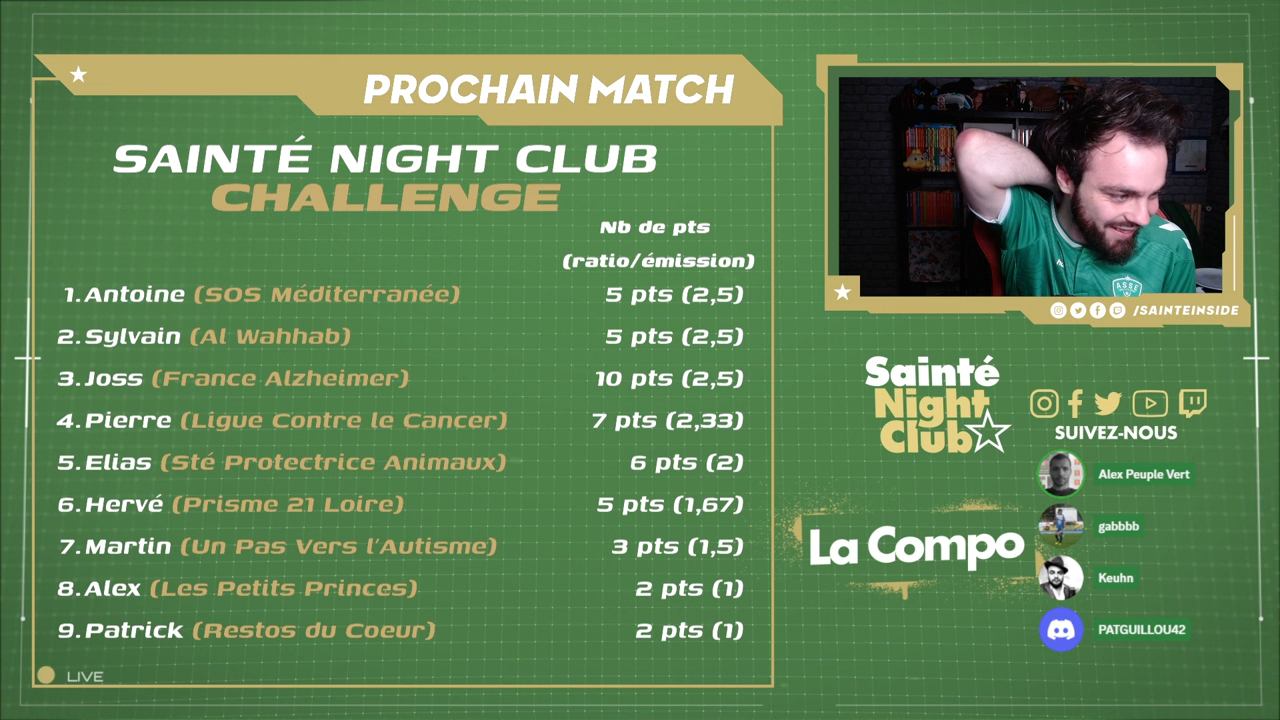 PROCHAIN MATCH
SAINTÉ NIGHT CLUB
CHALLENGE
Nb de pts
(ratio/émission)
1. Antoine (SOS Méditerranée) 5 pts (2,5)
2. Sylvain (Al Wahhab) 5 pts (2,5)
3. Joss (France Alzheimer) 10 pts (2,5)
4. Pierre (Ligue Contre le Cancer) 7 pts (2,33)
5. Elias (Sté Protectrice Animaux) 6 pts (2)
6. Hervé (Prisme 21 Loire) 5 pts (1,67)
7. Martin (Un Pas Vers l'Autisme) 3 pts (1,5)
8. Alex (Les Petits Princes) 2 pts (1)
9. Patrick (Restos du Coeur) 2 pts (1)
LIVE
ASSE
/SAINTEINSIDE
Sainté
Night
Club
SUIVEZ-NOUS
Alex Peuple Vert
gabbbb
La Compo
Keuhn
PATGUILLOU42